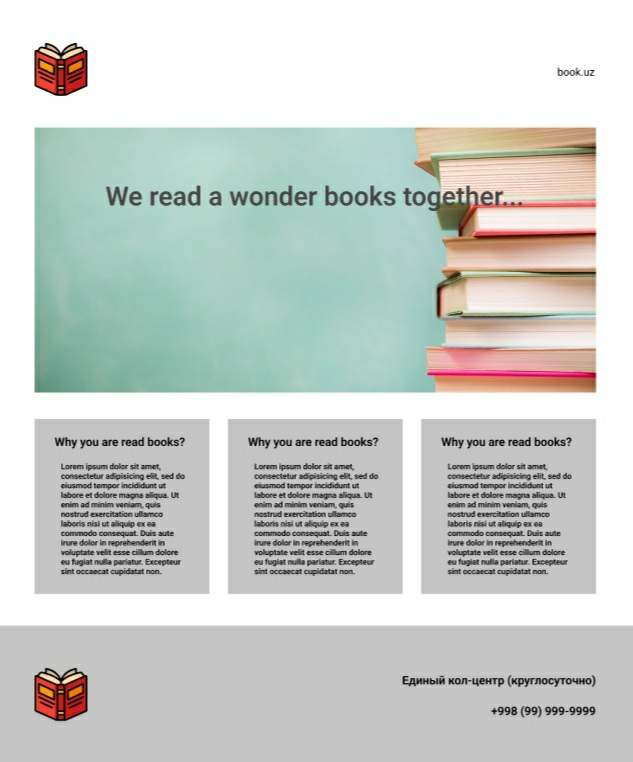 book.uz
We read a wonder books together...
Why you are read books?
Lorem ipsum dolor sit amet,
consectetur adipisicing elit, sed do
eiusmod tempor incididunt ut
labore et dolore magna aliqua. Ut
enim ad minim veniam, quis
nostrud exercitation ullamco
laboris nisi ut aliquip ex ea
commodo consequat. Duis aute
irure dolor in reprehenderit in
voluptate velit esse cillum dolore
eu fugiat nulla pariatur. Excepteur
sint occaecat cupidatat non.
Why you are read books?
Lorem ipsum dolor sit amet,
consectetur adipisicing elit, sed do
eiusmod tempor incididunt ut
labore et dolore magna aliqua. Ut
enim ad minim veniam, quis
nostrud exercitation ullamco
laboris nisi ut aliquip ex ea
commodo consequat. Duis aute
irure dolor in reprehenderit in
voluptate velit esse cillum dolore
eu fugiat nulla pariatur. Excepteur
sint occaecat cupidatat non.
Why you are read books?
Lorem ipsum dolor sit amet,
consectetur adipisicing elit, sed do
eiusmod tempor incididunt ut
labore et dolore magna aliqua. Ut
enim ad minim veniam, quis
nostrud exercitation ullamco
laboris nisi ut aliquip ex ea
commodo consequat. Duis aute
irure dolor in reprehenderit in
voluptate velit esse cillum dolore
eu fugiat nulla pariatur. Excepteur
sint occaecat cupidatat non.
Единый кол-центр (круглосуточно)
+998 (99) 999-9999